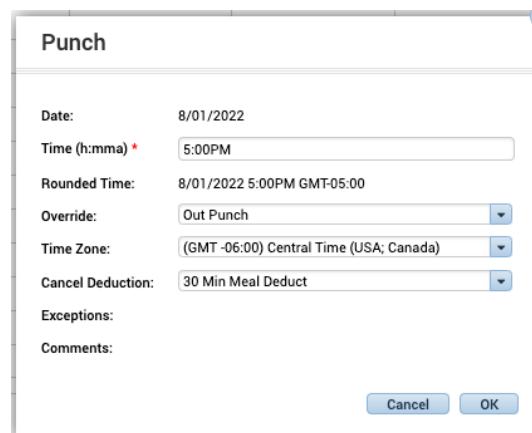 Punch
Date: 8/01/2022
Time (h:mma) * 5:00PM
Rounded Time: 8/01/2022 5:00PM GMT-05:00
Override: Out Punch
Time Zone: (GMT -06:00) Central Time (USA; Canada)
Cancel Deduction: 30 Min Meal Deduct
Exceptions:
Comments:
Cancel OK